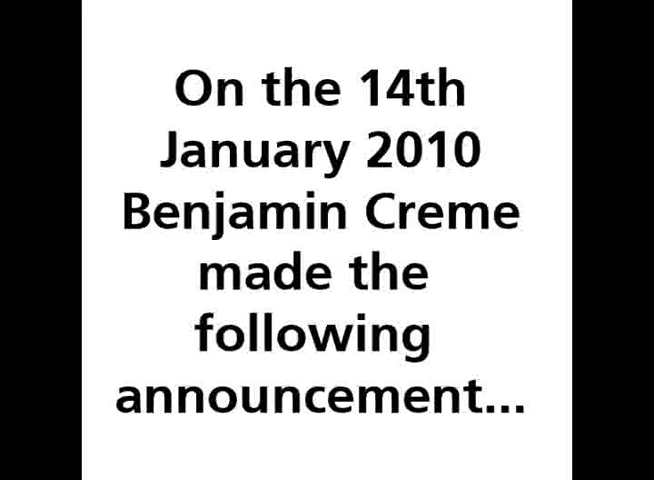 On the 14th
January 2010
Benjamin Creme
made the
following
announcement...